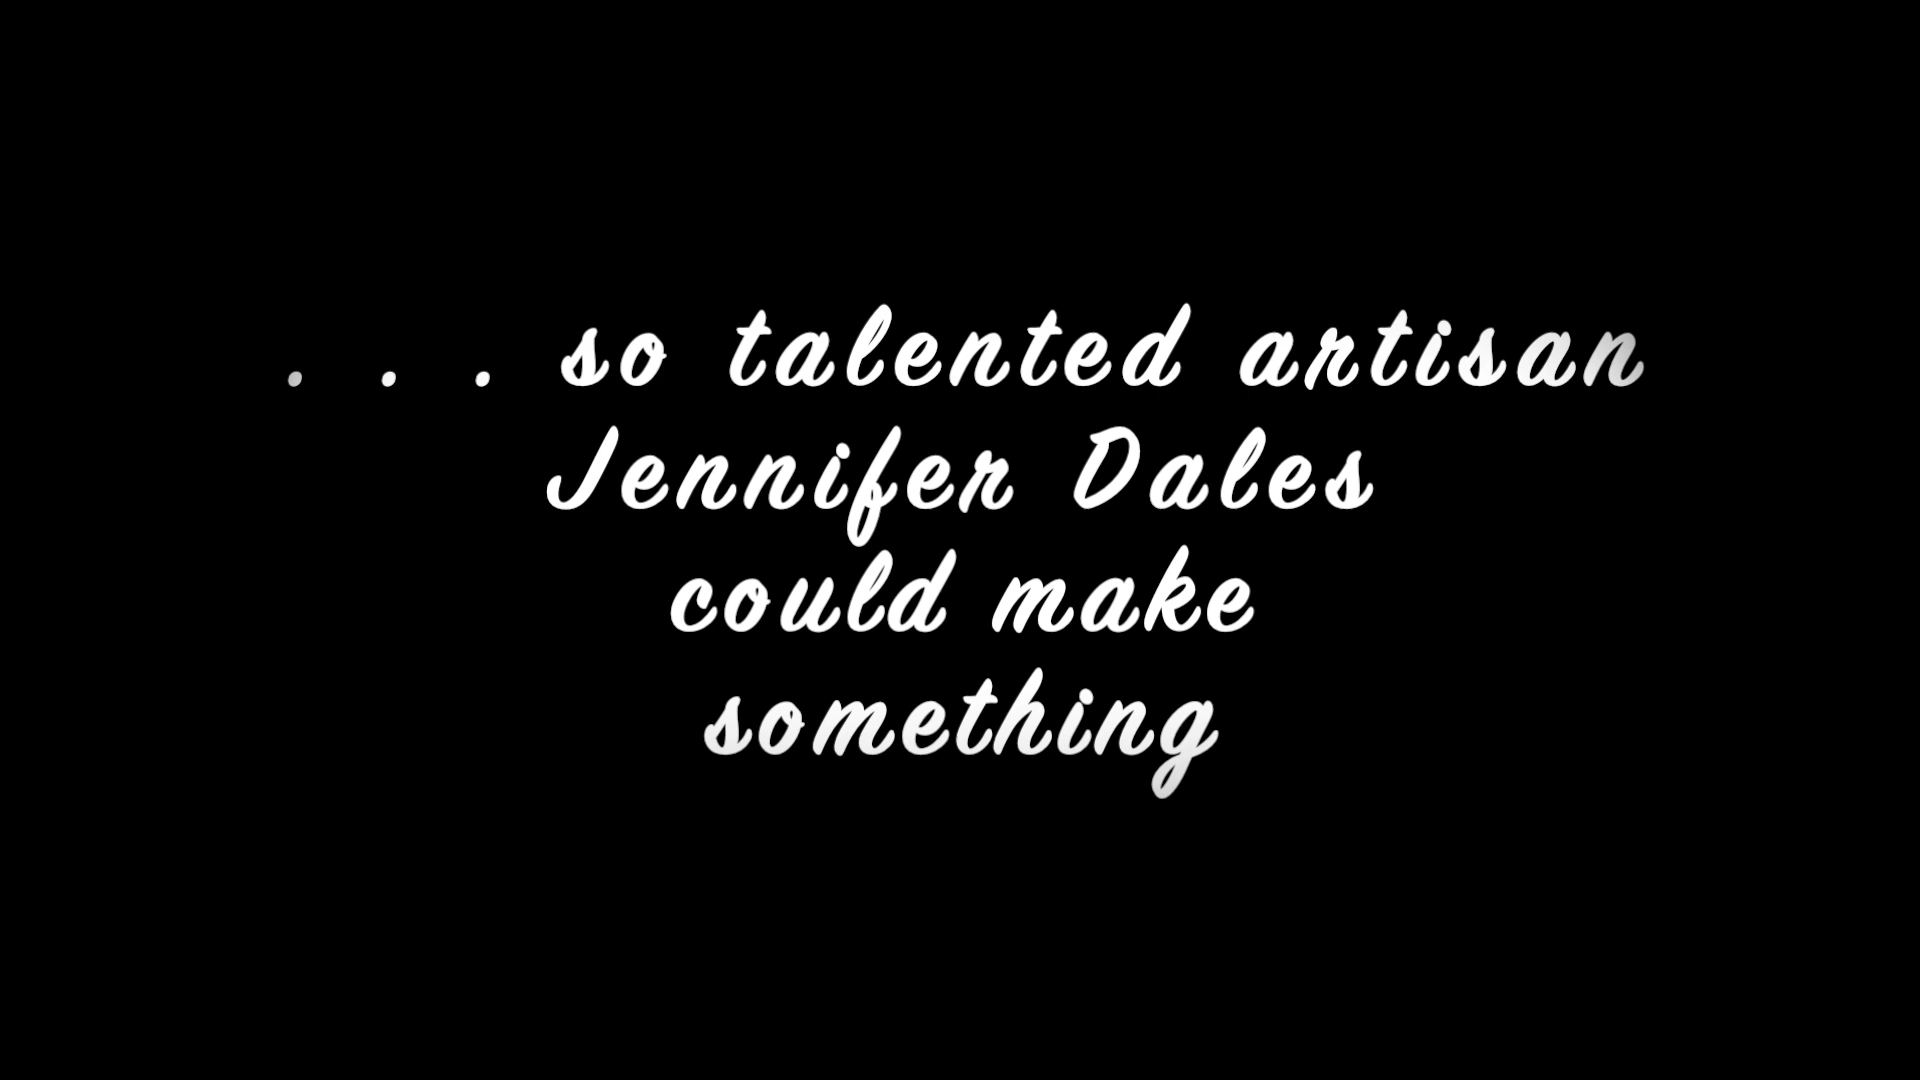 . . . so talented artisan
Jennifer Dales
could make
something